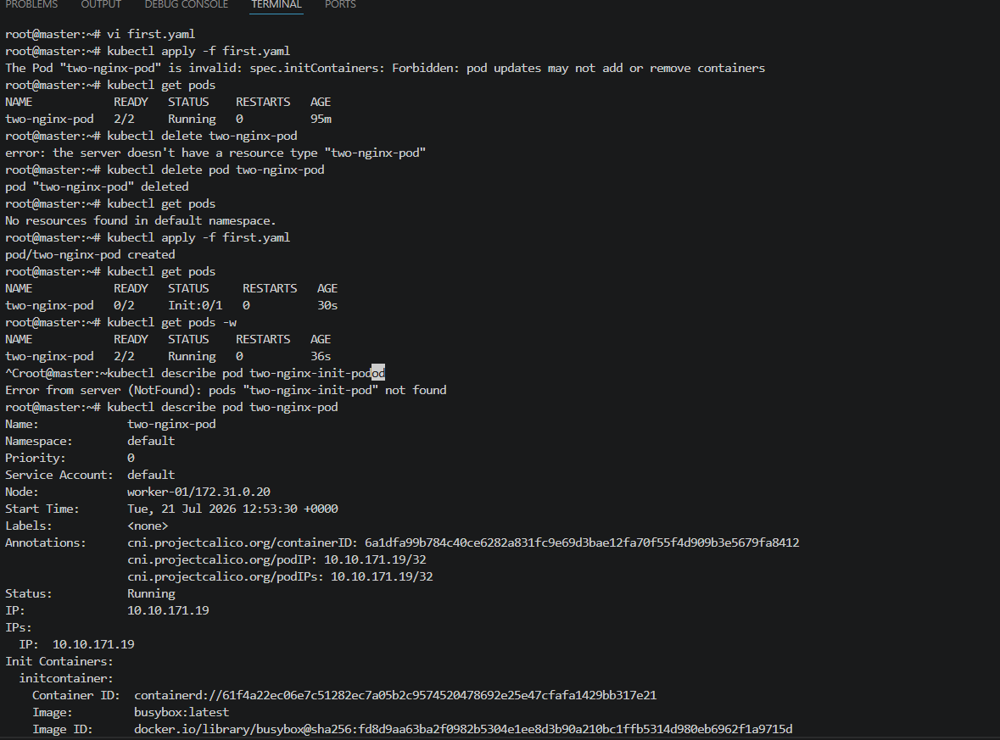 PROBLEMS OUTPUT DEBUG CONSOLE TERMINAL PORTS
root@master:~# vi first.yaml
root@master:~# kubectl apply -f first.yaml
The Pod "two-nginx-pod" is invalid: spec.initContainers: Forbidden: pod updates may not add or remove containers
root@master:~# kubectl get pods
NAME READY STATUS RESTARTS AGE
two-nginx-pod 2/2 Running 0 95m
root@master:~# kubectl delete two-nginx-pod
error: the server doesn't have a resource type "two-nginx-pod"
root@master:~# kubectl delete pod two-nginx-pod
pod "two-nginx-pod" deleted
root@master:~# kubectl get pods
No resources found in default namespace.
root@master:~# kubectl apply -f first.yaml
pod/two-nginx-pod created
root@master:~# kubectl get pods
NAME READY STATUS RESTARTS AGE
two-nginx-pod 0/2 Init:0/1 0 30s
root@master:~# kubectl get pods -w
NAME READY STATUS RESTARTS AGE
two-nginx-pod 2/2 Running 0 36s
^Croot@master:~kubectl describe pod two-nginx-init-podod
Error from server (NotFound): pods "two-nginx-init-pod" not found
root@master:~# kubectl describe pod two-nginx-pod
Name: two-nginx-pod
Namespace: default
Priority: 0
Service Account: default
Node: worker-01/172.31.0.20
Start Time: Tue, 21 Jul 2026 12:53:30 +0000
Labels: <none>
Annotations: cni.projectcalico.org/containerID: 6a1dfa99b784c40ce6282a831fc9e69d3bae12fa70f55f4d909b3e5679fa8412
cni.projectcalico.org/podIP: 10.10.171.19/32
cni.projectcalico.org/podIPs: 10.10.171.19/32
Status: Running
IP: 10.10.171.19
IPs:
IP: 10.10.171.19
Init Containers:
initcontainer:
Container ID: containerd://61f4a22ec06e7c51282ec7a05b2c9574520478692e25e47cfafa1429bb317e21
Image: busybox:latest
Image ID: docker.io/library/busybox@sha256:fd8d9aa63ba2f0982b5304e1ee8d3b90a210bc1ffb5314d980eb6962f1a9715d